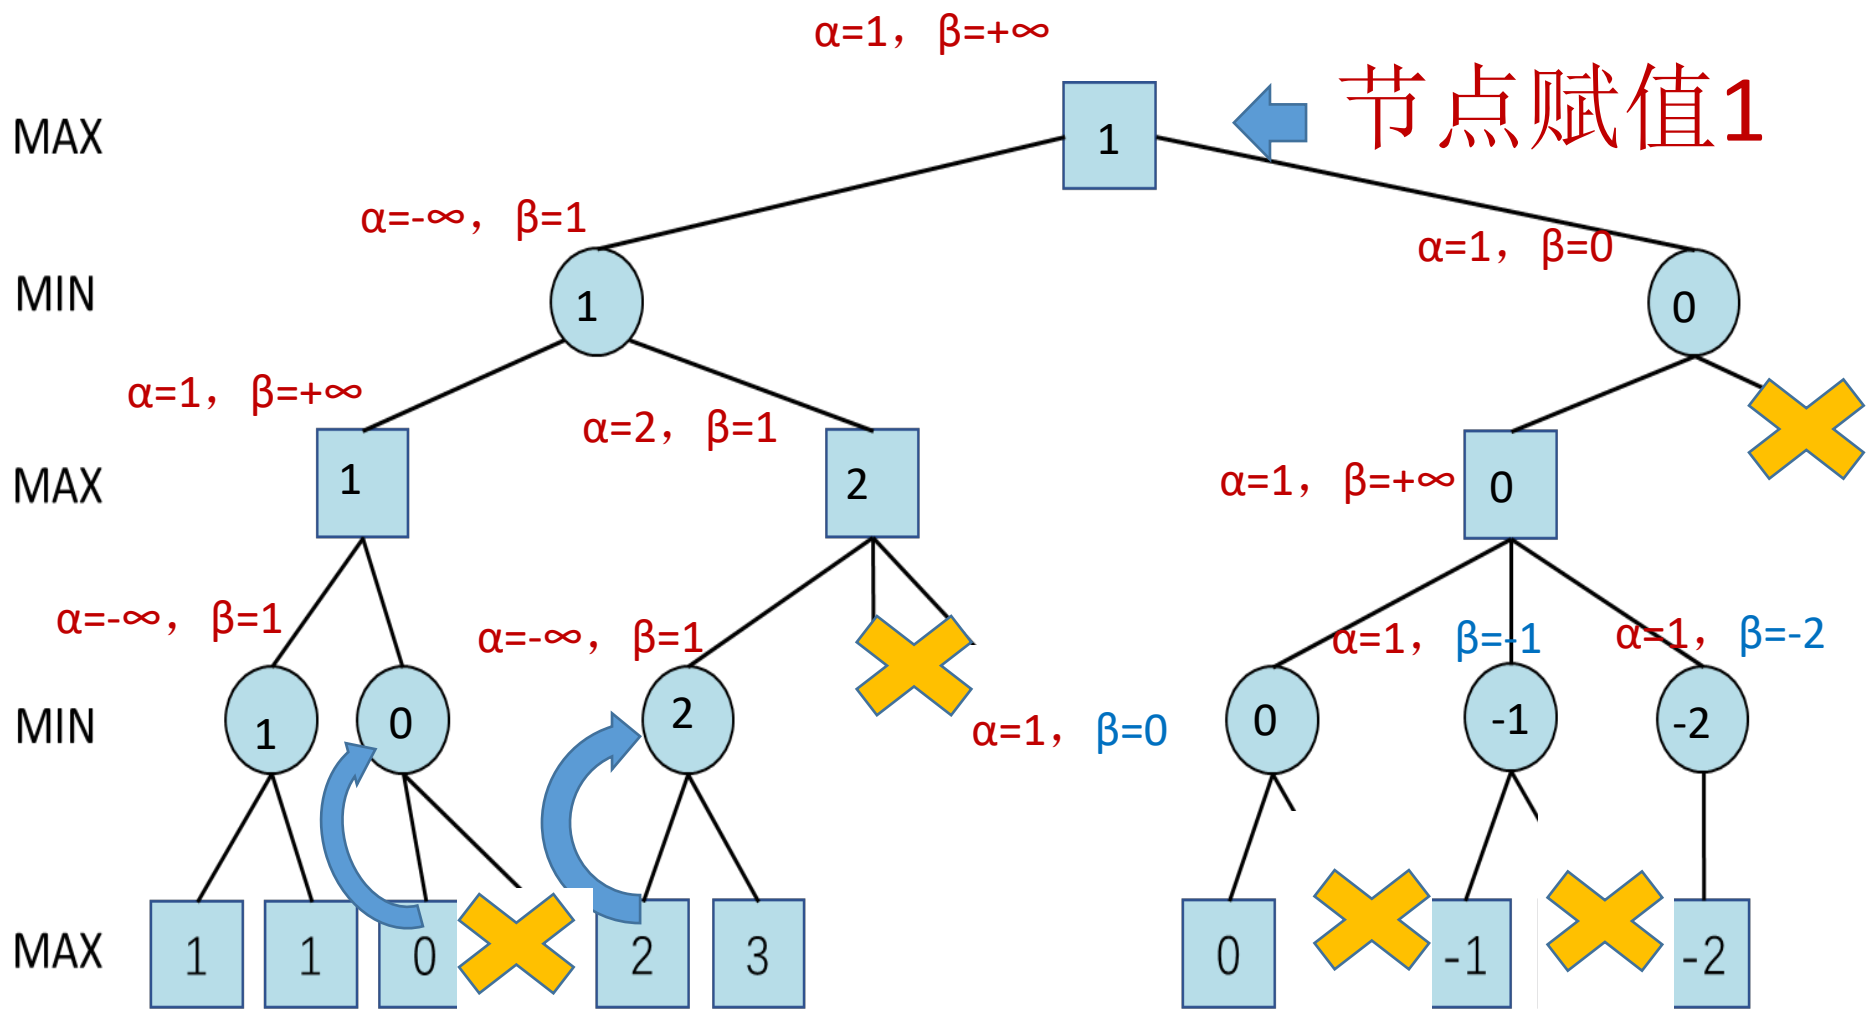 α=1，β=+∞
节点赋值1
MAX
1
α=-∞，β=1
α=1，β=0
MIN
1
0
α=1，β=+∞
α=2，β=1
MAX
1
2
α=1，β=+∞
0
α=-∞，β=1
α=-∞，β=1
α=1，β=-1
α=1，β=-2
MIN
1
0
2
α=1，β=0
0
-1
-2
MAX
1
1
0
2
3
0
-1
-2